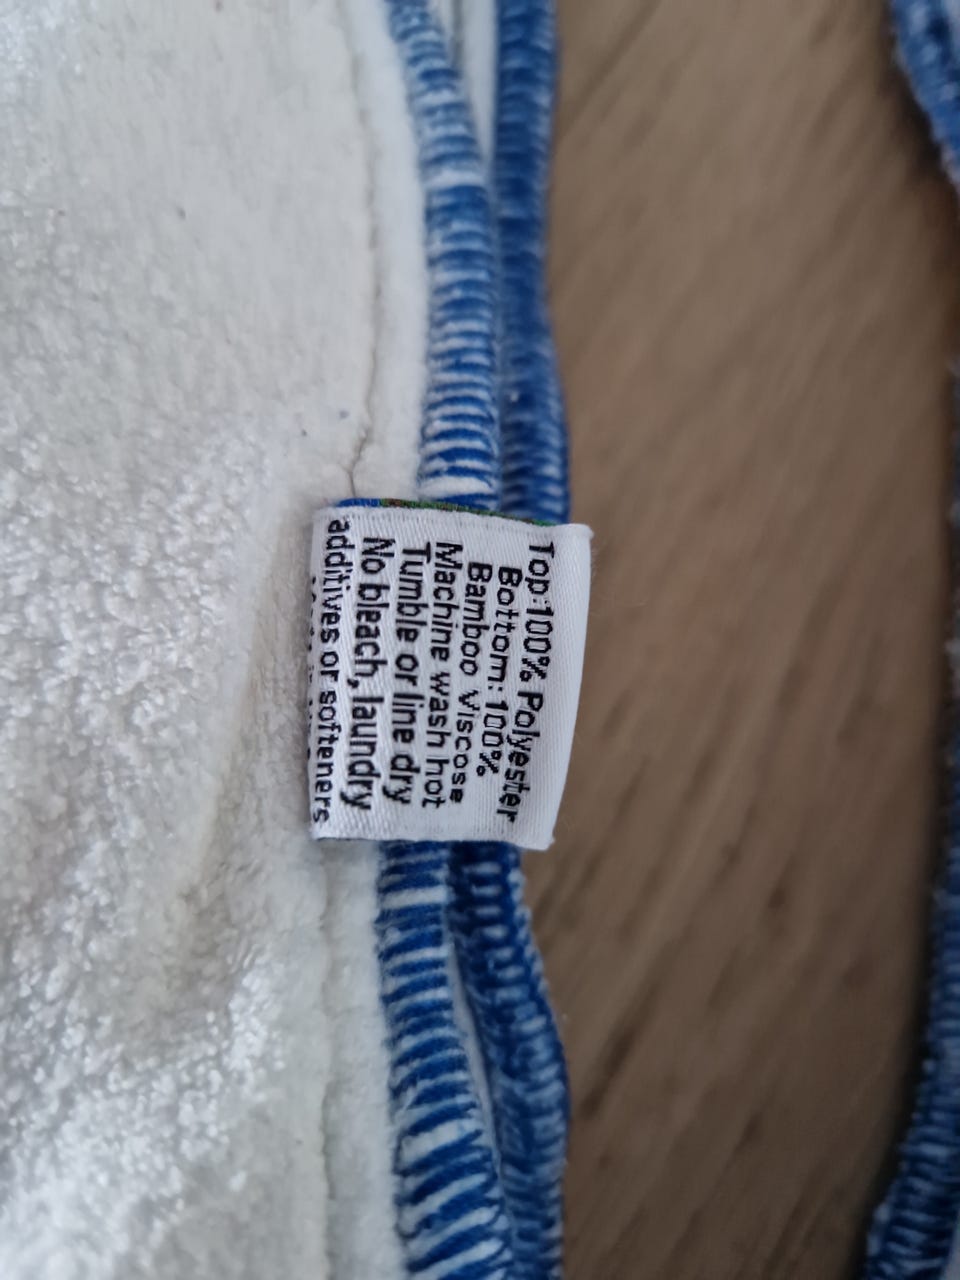 Top:100% Polyester
Bottom: 100%
Bamboo Viscose
Machine wash hot
Tumble or line dry
No bleach, laundry
additives or softeners